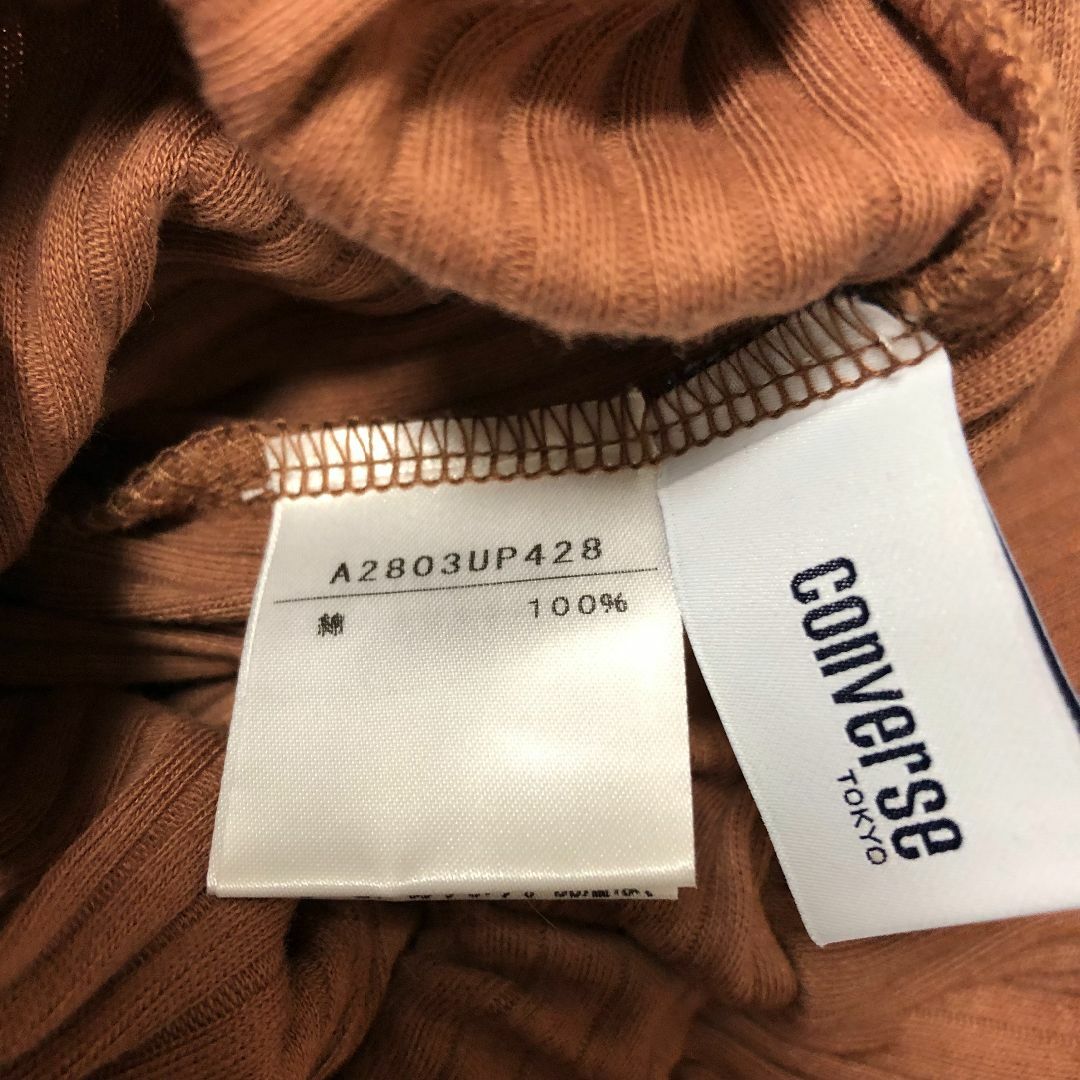 A2803UP428
綿 100%
converse
TOKYO